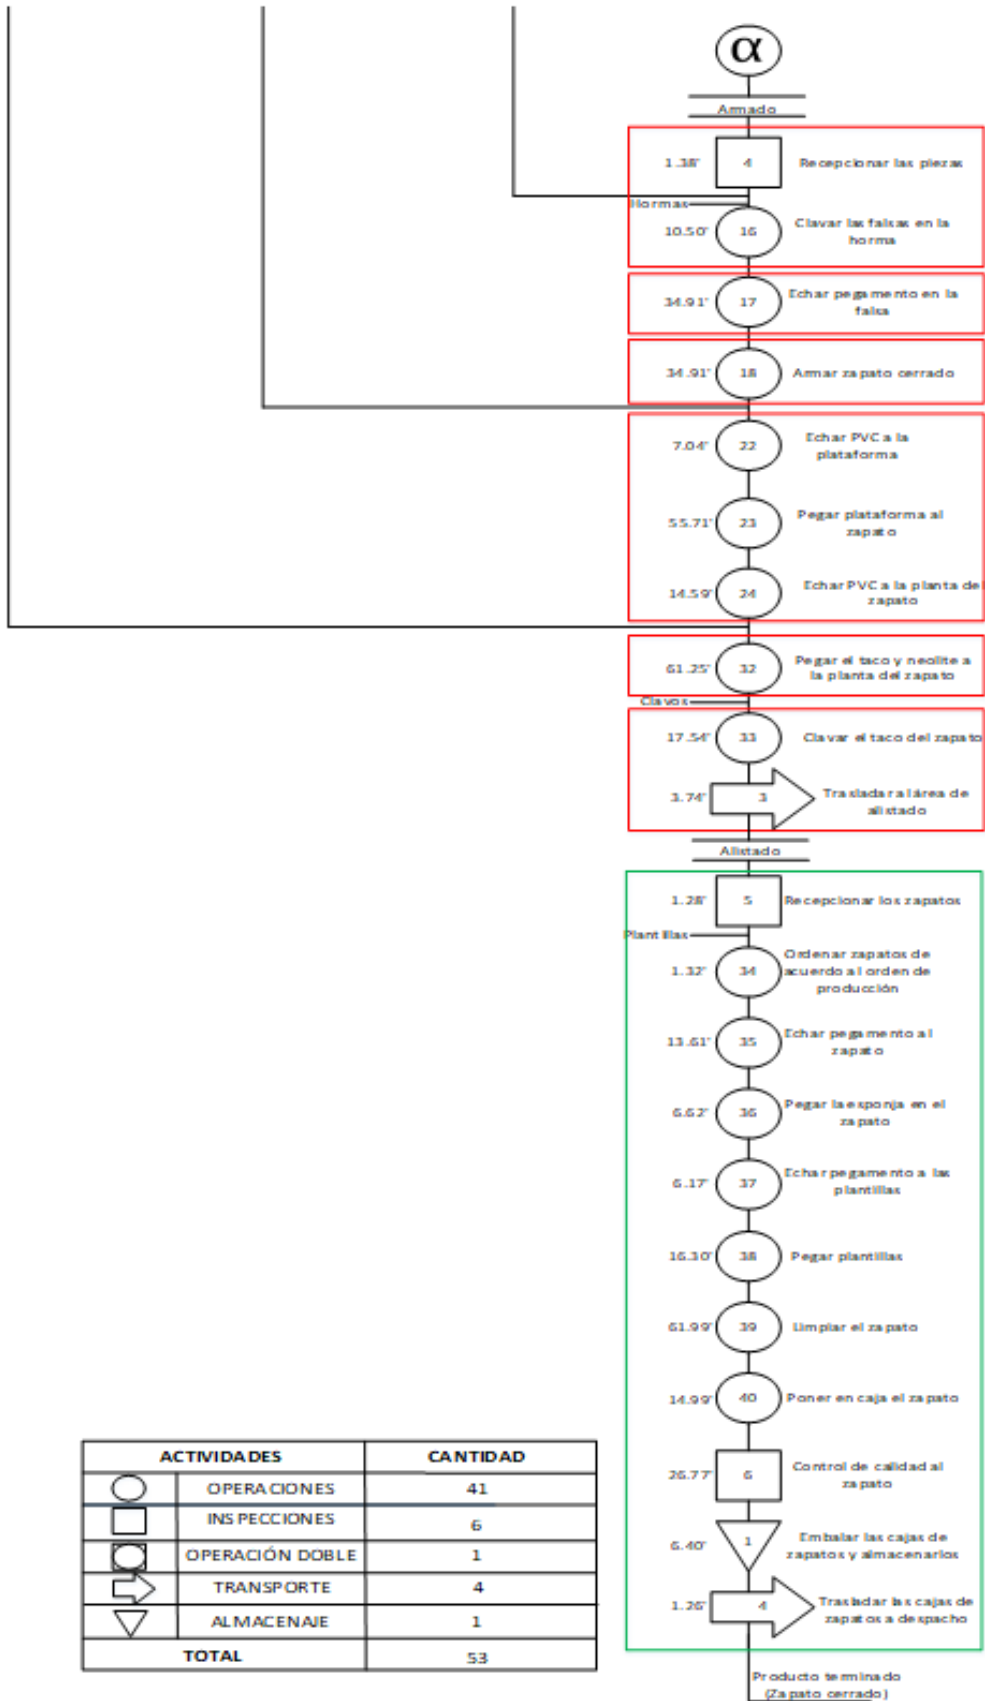 α
Armado
1.38' 4 Recepcionar las piezas
Hormas
10.50' 16 Clavar las falsas en la
horma
34.91' 17 Echar pegamento en la
falsa
34.91' 18 Armar zapato cerrado
7.04' 22 Echar PVC a la
plataforma
55.71' 23 Pegar plataforma al
zapato
14.59' 24 Echar PVC a la planta del
zapato
61.25' 32 Pegar el taco y neolite a
la planta del zapato
Clavos
17.54' 33 Clavar el taco del zapato
3.74' 3 Trasladar al área de
alistado
Alistado
1.28' 5 Recepcionar los zapatos
Plantillas
1.32' 34 Ordenar zapatos de
acuerdo al orden de
producción
13.61' 35 Echar pegamento al
zapato
6.62' 36 Pegar la esponja en el
zapato
6.17' 37 Echar pegamento a las
plantillas
16.30' 38 Pegar plantillas
61.99' 39 Limpiar el zapato
14.99' 40 Poner en caja el zapato
26.77' 6 Control de calidad al
zapato
6.40' 1 Embalar las cajas de
zapatos y almacenarlos
1.26' 4 Trasladar las cajas de
zapatos a despacho
Producto terminado
(Zapato cerrado)
ACTIVIDADES CANTIDAD
OPERACIONES 41
INSPECCIONES 6
OPERACIÓN DOBLE 1
TRANSPORTE 4
ALMACENAJE 1
TOTAL 53